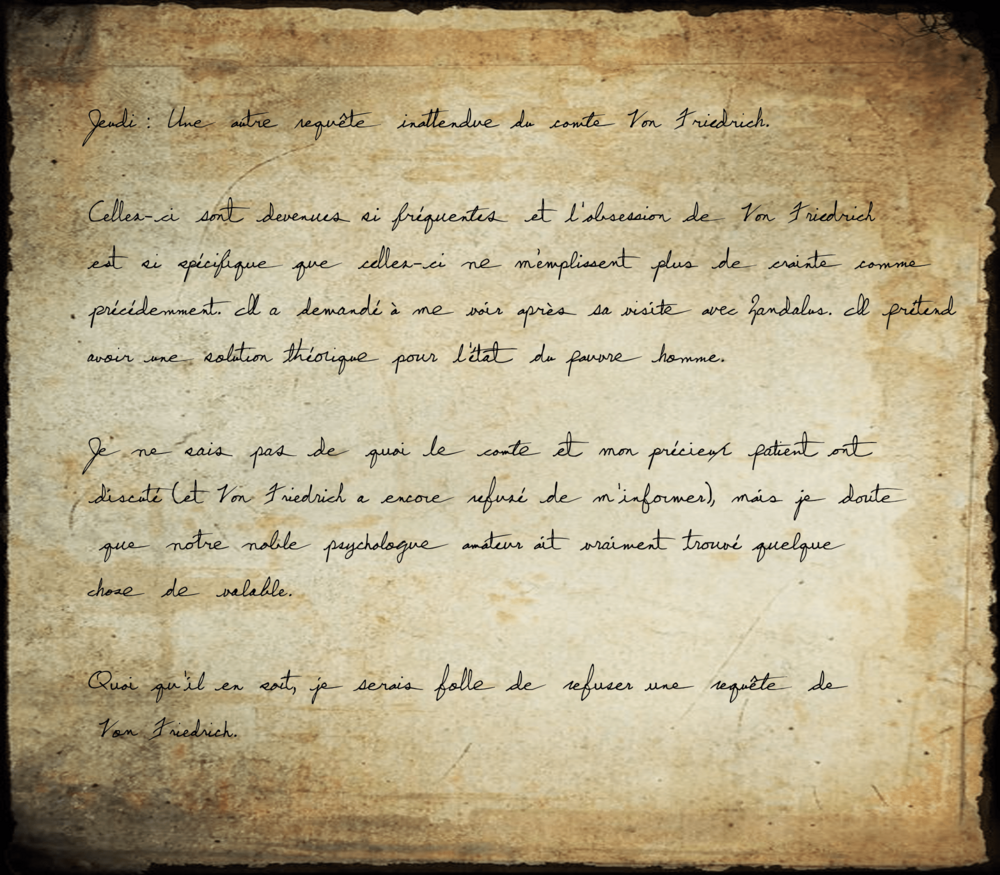 Jeudi : Une autre requête inattendue du comte Von Friedrich.
Celles-ci sont devenues si fréquentes et l'obsession de Von Friedrich
est si spécifique que celles-ci ne m'emplissent plus de crainte comme
précédemment. Il a demandé à me voir après sa visite avec Zandalus. Il prétend
avoir une solution théorique pour l'état du pauvre homme.
Je ne sais pas de quoi le comte et mon précieux patient ont
discuté (et Von Friedrich a encore refusé de m'informer), mais je doute
que notre noble psychologue amateur ait vraiment trouvé quelque
chose de valable.
Quoi qu'il en soit, je serais folle de refuser une requête de
Von Friedrich.